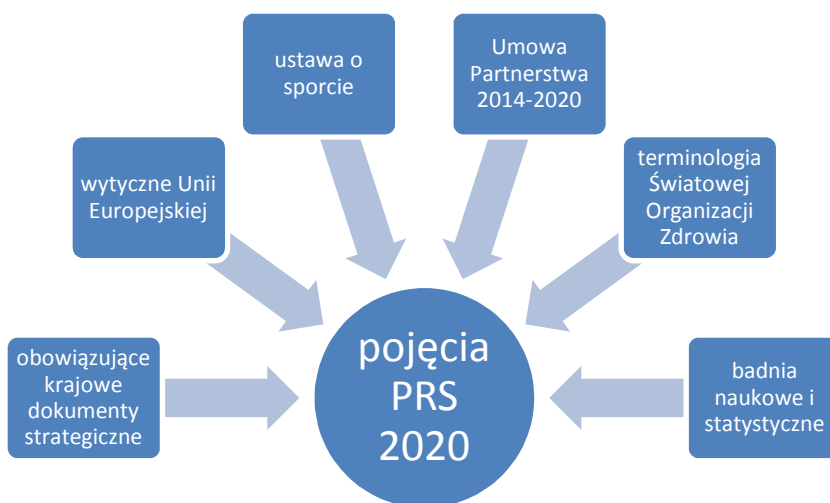 ustawa o
sporcie
Umowa
Partnerstwa
2014-2020
wytyczne Unii
Europejskiej
terminologia
Światowej
Organizacji
Zdrowia
obowiązujące
krajowe
dokumenty
strategiczne
pojęcia
PRS
2020
badnia
naukowe i
statystyczne